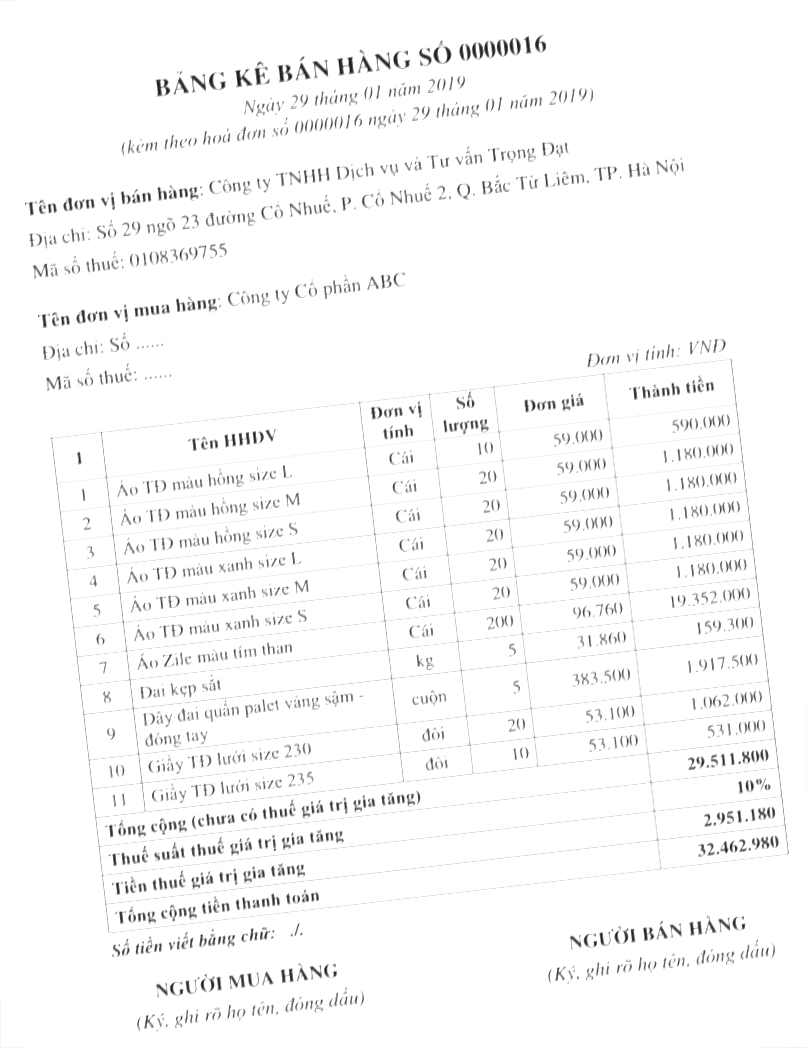 BẢNG KÊ BÁN HÀNG SỐ 0000016
Ngày 29 tháng 01 năm 2019
(kèm theo hoá đơn số 0000016 ngày 29 tháng 01 năm 2019)
Tên đơn vị bán hàng: Công ty TNHH Dịch vụ và Tư vấn Trọng Đạt
Địa chỉ: Số 29 ngõ 23 đường Cổ Nhuế, P. Cổ Nhuế 2, Q. Bắc Từ Liêm, TP. Hà Nội
Mã số thuế: 0108369755
Tên đơn vị mua hàng: Công ty Cổ phần ABC
Địa chỉ: Số ......
Mã số thuế: ......
Đơn vị tính: VNĐ
1 Tên HHDV Đơn vị tính Số lượng Đơn giá Thành tiền
1 Áo TĐ màu hồng size L Cái 10 59.000 590.000
2 Áo TĐ màu hồng size M Cái 20 59.000 1.180.000
3 Áo TĐ màu hồng size S Cái 20 59.000 1.180.000
4 Áo TĐ màu xanh size L Cái 20 59.000 1.180.000
5 Áo TĐ màu xanh size M Cái 20 59.000 1.180.000
6 Áo TĐ màu xanh size S Cái 20 59.000 1.180.000
7 Áo Zile màu tím than Cái 200 96.760 19.352.000
8 Đai kẹp sắt kg 5 31.860 159.300
9 Dây đai quấn palet vàng sậm - cuộn 5 383.500 1.917.500
đóng tay
10 Giầy TĐ lưới size 230 đôi 20 53.100 1.062.000
11 Giầy TĐ lưới size 235 đôi 10 53.100 531.000
Tổng cộng (chưa có thuế giá trị gia tăng) 29.511.800
Thuế suất thuế giá trị gia tăng 10%
Tiền thuế giá trị gia tăng 2.951.180
Tổng cộng tiền thanh toán 32.462.980
Số tiền viết bằng chữ: ./.
NGƯỜI MUA HÀNG NGƯỜI BÁN HÀNG
(Ký, ghi rõ họ tên, đóng dấu) (Ký, ghi rõ họ tên, đóng dấu)